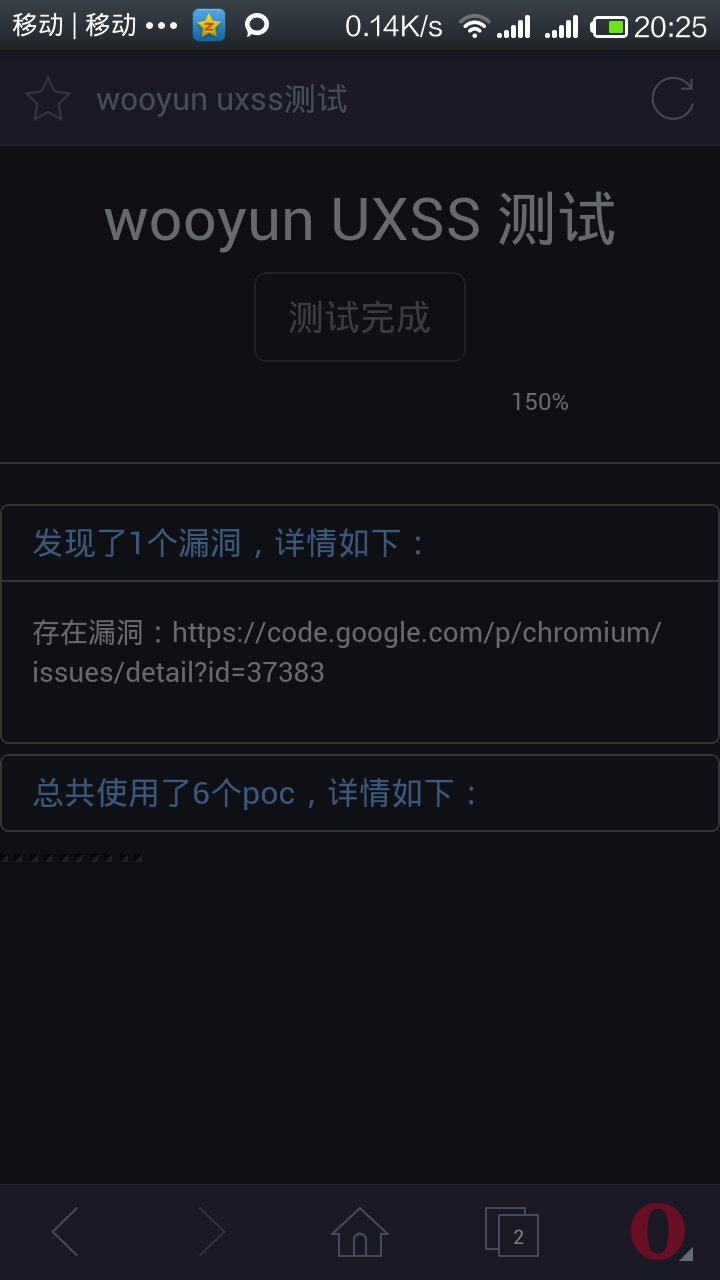 移动 | 移动 ••• 0.14K/s 20:25
wooyun uxss测试
wooyun UXSS 测试
测试完成
150%
发现了1个漏洞，详情如下：
存在漏洞：https://code.google.com/p/chromium/
issues/detail?id=37383
总共使用了6个poc，详情如下：
2